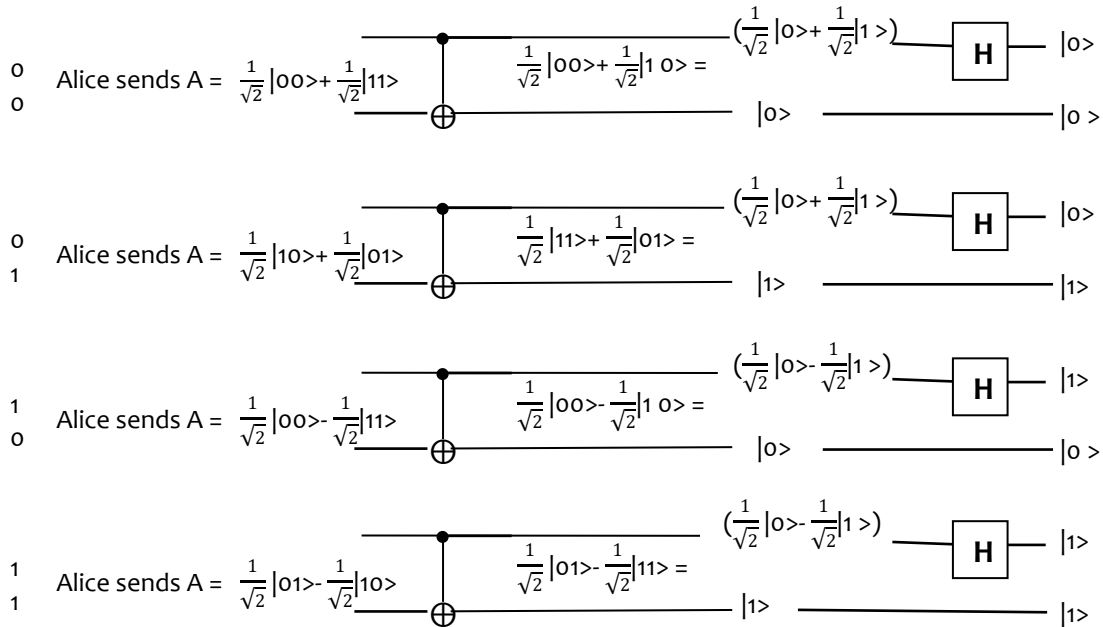 (1/√2 |0>+ 1/√2|1 >)
H
|0>
0
0
Alice sends A = 1/√2 |00>+ 1/√2|11>
1/√2 |00>+ 1/√2|1 0> =
|0>
|0 >
(1/√2 |0>+ 1/√2|1 >)
H
|0>
0
1
Alice sends A = 1/√2 |10>+ 1/√2|01>
1/√2 |11>+ 1/√2|01> =
|1>
|1>
(1/√2 |0>- 1/√2|1 >)
H
|1>
1
0
Alice sends A = 1/√2 |00>- 1/√2|11>
1/√2 |00>- 1/√2|1 0> =
|0>
|0 >
(1/√2 |0>- 1/√2|1 >)
H
|1>
1
1
Alice sends A = 1/√2 |01>- 1/√2|10>
1/√2 |01>- 1/√2|11> =
|1>
|1>